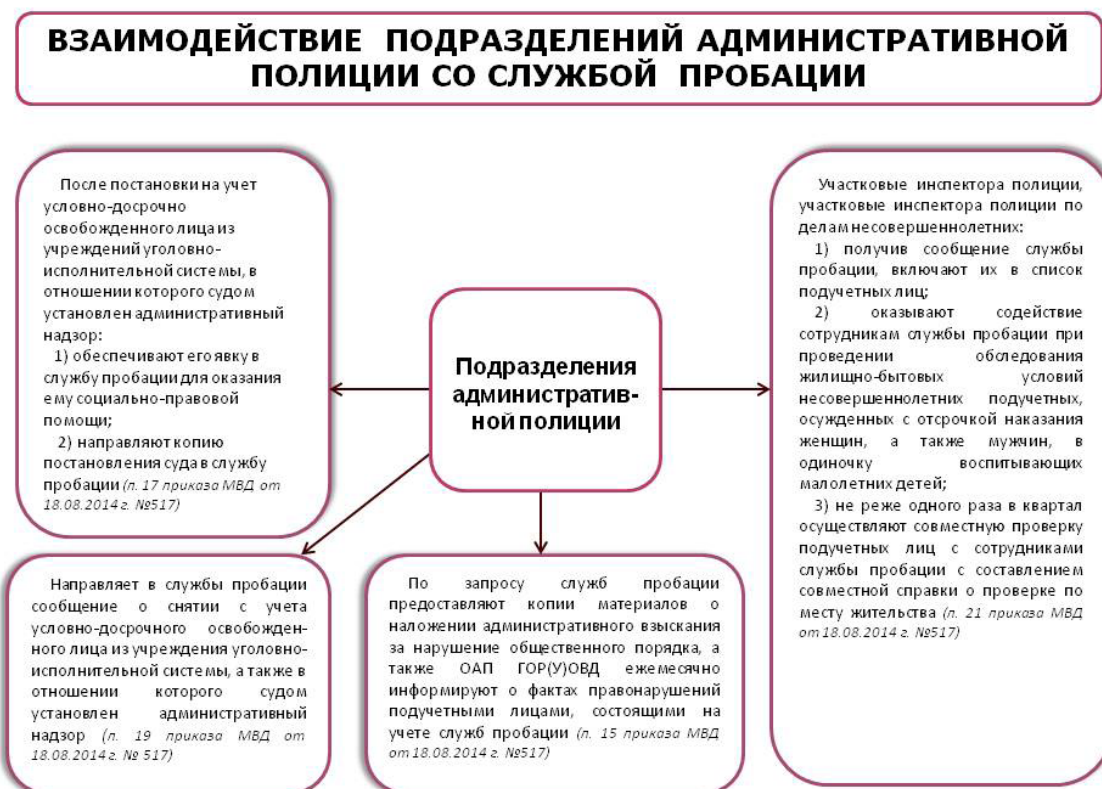 ВЗАИМОДЕЙСТВИЕ ПОДРАЗДЕЛЕНИЙ АДМИНИСТРАТИВНОЙ
ПОЛИЦИИ СО СЛУЖБОЙ ПРОБАЦИИ
После постановки на учет
условно-досрочно
освобожденного лица из
учреждений уголовно-
исполнительной системы, в
отношении которого судом
установлен административный
надзор:
1) обеспечивают его явку в
службу пробации для оказания
ему социально-правовой
помощи;
2) направляют копию
постановления суда в службу
пробации (п. 17 приказа МВД от
18.08.2014 г. №517)
Подразделения
административ-
ной полиции
Участковые инспектора полиции,
участковые инспектора полиции по
делам несовершеннолетних:
1) получив сообщение службы
пробации, включают их в список
подучетных лиц;
2) оказывают содействие
сотрудникам службы пробации при
проведении обследования
жилищно-бытовых условий
несовершеннолетних подучетных,
осужденных с отсрочкой наказания
женщин, а также мужчин, в
одиночку воспитывающих
малолетних детей;
3) не реже одного раза в квартал
осуществляют совместную проверку
подучетных лиц с сотрудниками
службы пробации с составлением
совместной справки о проверке по
месту жительства (п. 21 приказа МВД
от 18.08.2014 г. №517)
Направляет в службы пробации
сообщение о снятии с учета
условно-досрочного освобожден-
ного лица из учреждения уголовно-
исполнительной системы, а также в
отношении которого судом
установлен административный
надзор (п. 19 приказа МВД от
18.08.2014 г. № 517)
По запросу служб пробации
предоставляют копии материалов о
наложении административного взыскания
за нарушение общественного порядка, а
также ОАП ГОР(У)ОВД ежемесячно
информируют о фактах правонарушений
подучетными лицами, состоящими на
учете служб пробации (п. 15 приказа МВД
от 18.08.2014 г. №517)